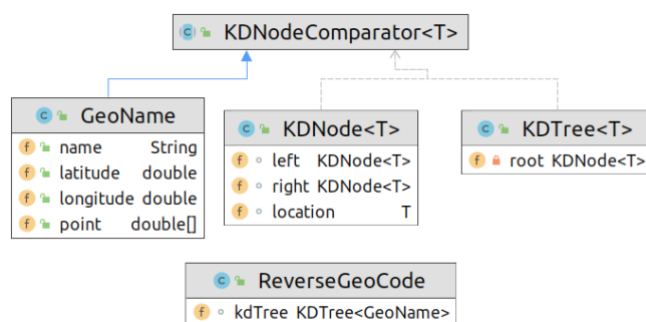 KDNodeComparator<T>
GeoName
name String
latitude double
longitude double
point double[]
KDNode<T>
left KDNode<T>
right KDNode<T>
location T
KDTree<T>
root KDNode<T>
ReverseGeoCode
kdTree KDTree<GeoName>